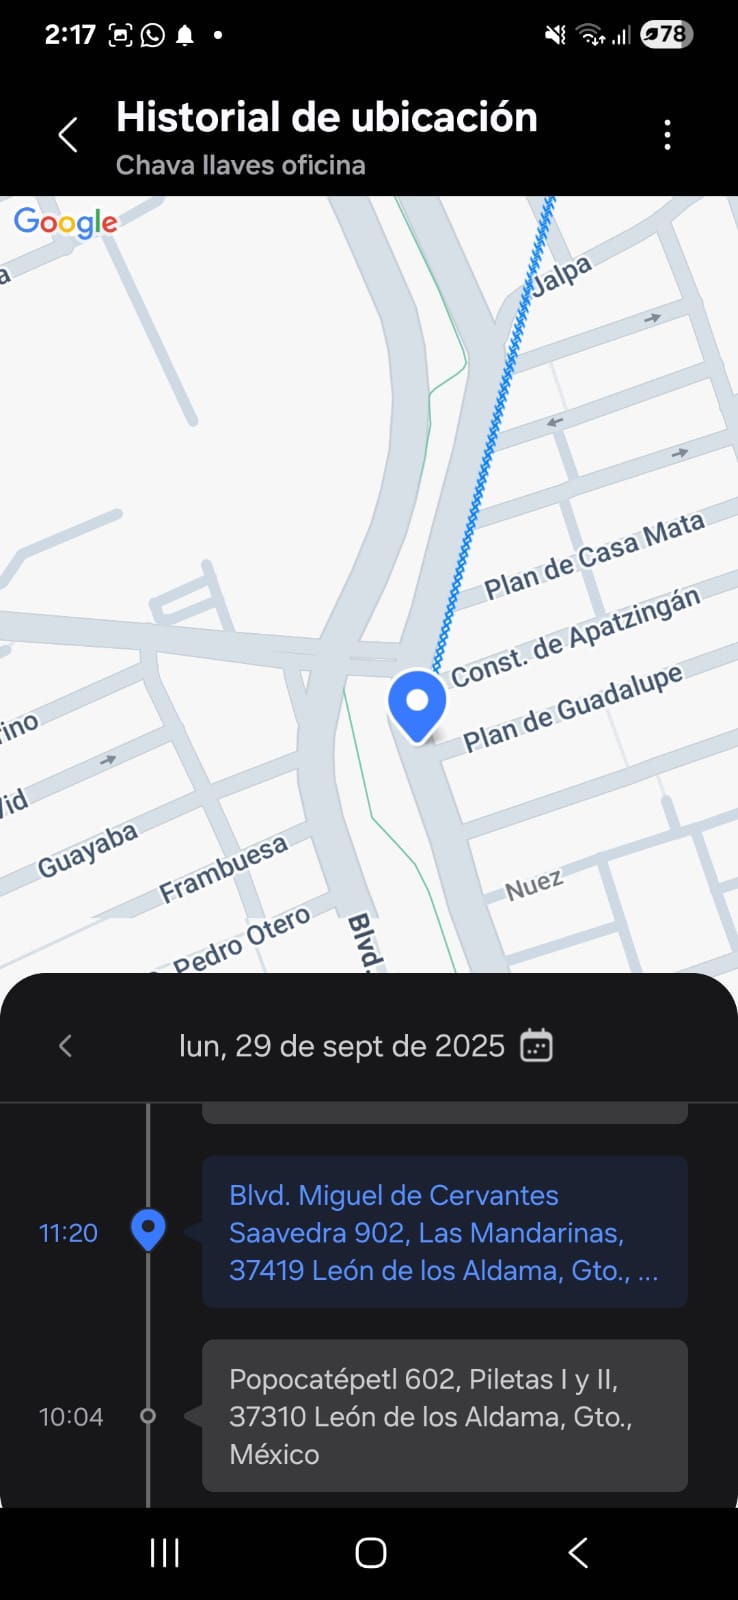 2:17
78
Historial de ubicación
Chava llaves oficina
Google
Jalpa
Plan de Casa Mata
Const. de Apatzingán
Plan de Guadalupe
Guayaba
Frambuesa
Nuez
Pedro Otero
Blvd.
lun, 29 de sept de 2025
11:20
Blvd. Miguel de Cervantes
Saavedra 902, Las Mandarinas,
37419 León de los Aldama, Gto., ...
10:04
Popocatépetl 602, Piletas I y II,
37310 León de los Aldama, Gto.,
México